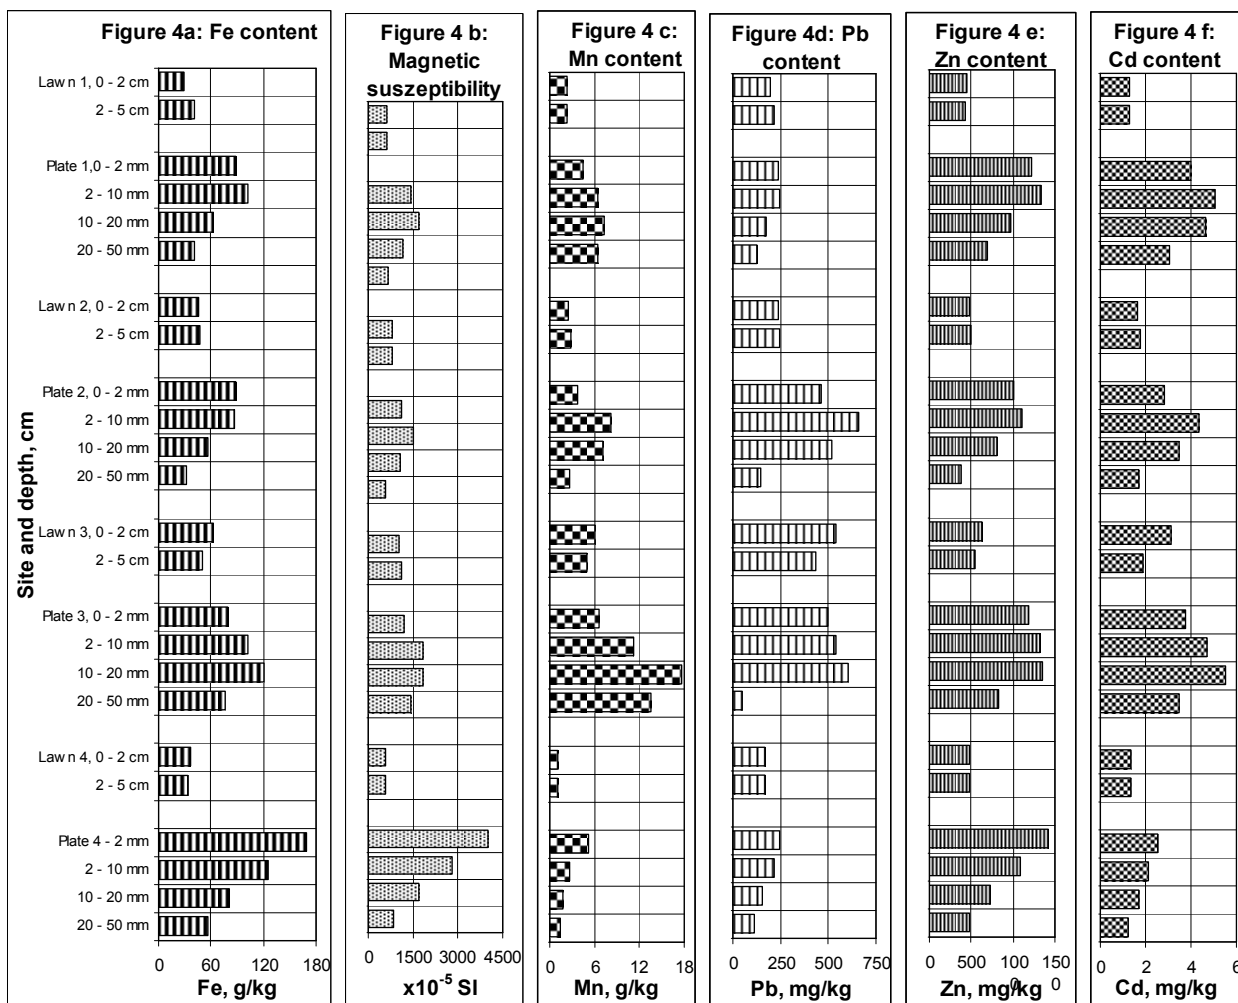 Figure 4a: Fe content
Lawn 1, 0 - 2 cm
2 - 5 cm
Plate 1,0 - 2 mm
2 - 10 mm
10 - 20 mm
20 - 50 mm
Lawn 2, 0 - 2 cm
2 - 5 cm
Plate 2, 0 - 2 mm
2 - 10 mm
10 - 20 mm
20 - 50 mm
Lawn 3, 0 - 2 cm
2 - 5 cm
Plate 3, 0 - 2 mm
2 - 10 mm
10 - 20 mm
20 - 50 mm
Lawn 4, 0 - 2 cm
2 - 5 cm
Plate 4 - 2 mm
2 - 10 mm
10 - 20 mm
20 - 50 mm
Site and depth, cm
0 60 120 180
Fe, g/kg
Figure 4 b:
Magnetic
suszeptibility
0 1500 3000 4500
x10⁻⁵ SI
Figure 4 c:
Mn content
0 6 12 18
Mn, g/kg
Figure 4d: Pb
content
0 250 500 750
Pb, mg/kg
Figure 4 e:
Zn content
0 500 100 150
0 0
Zn, mg/kg
Figure 4 f:
Cd content
0 2 4 6
Cd, mg/kg